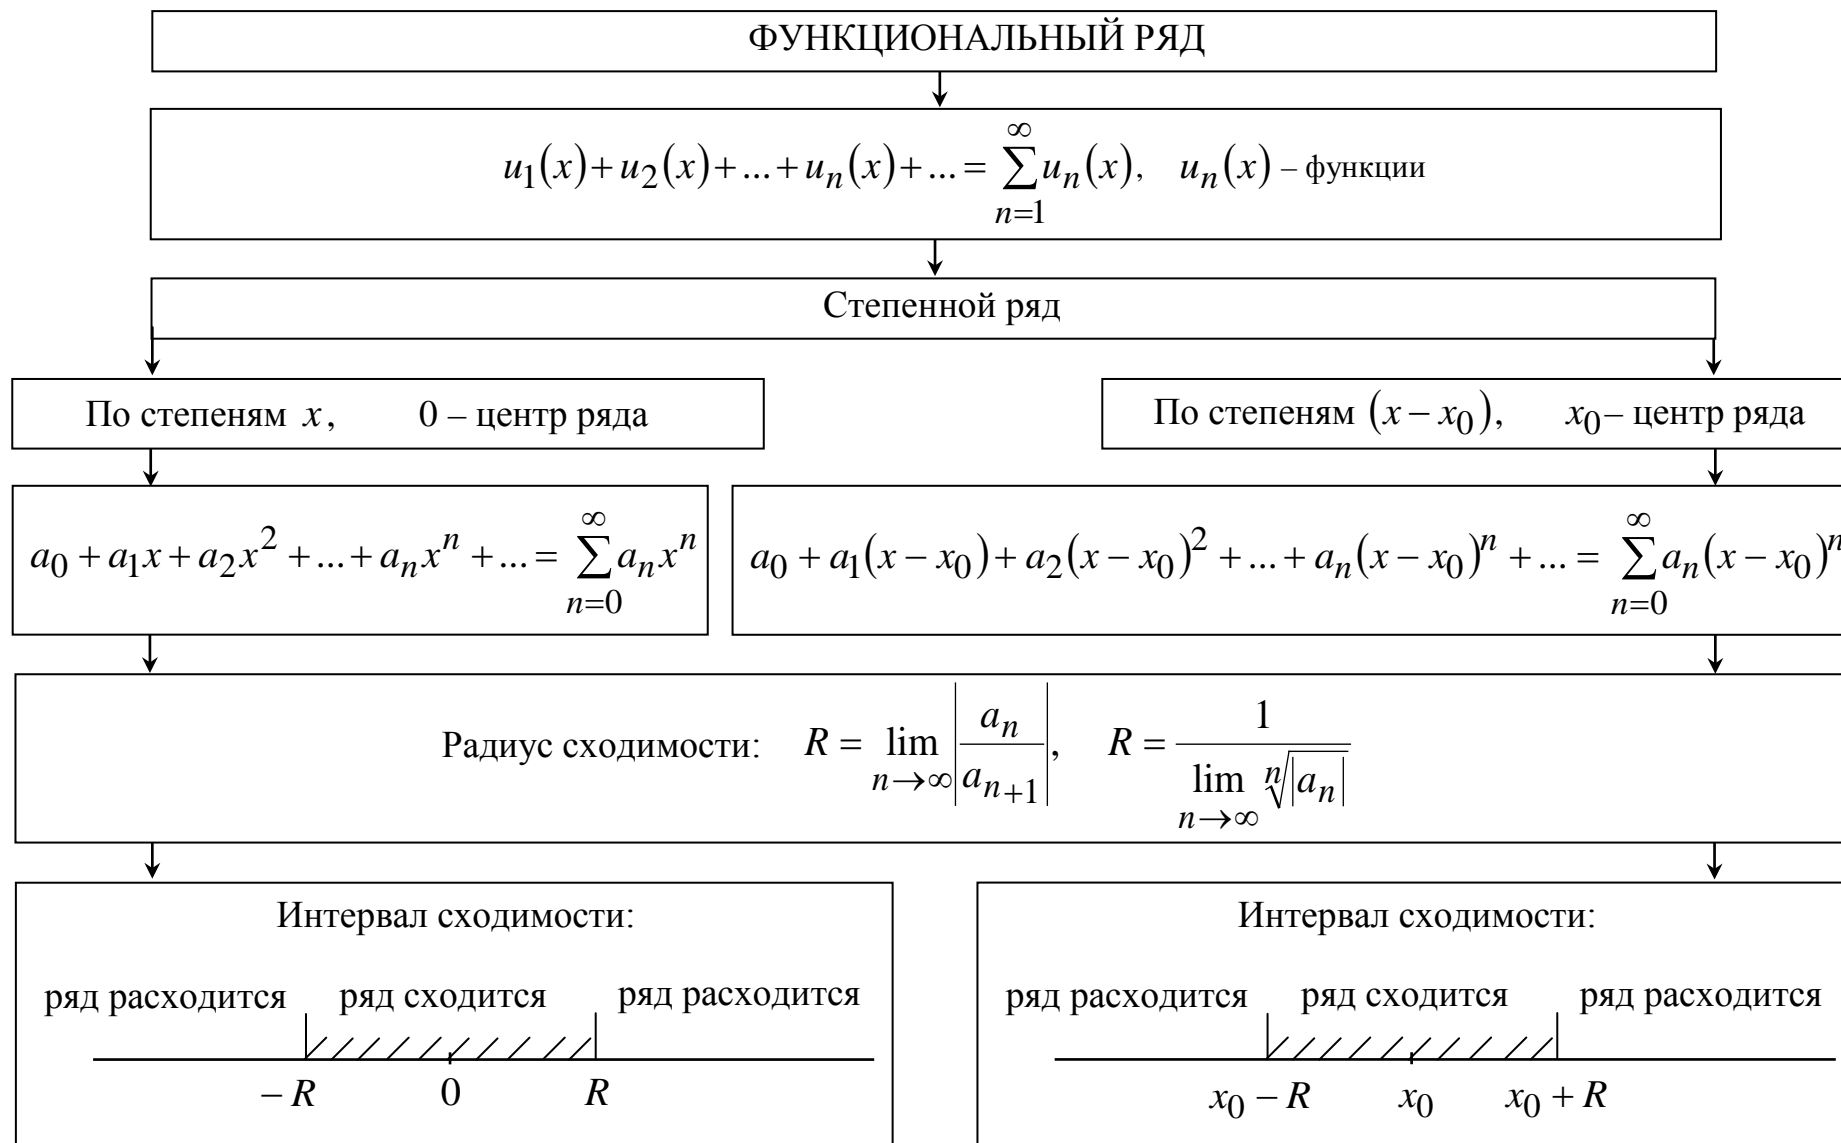 ФУНКЦИОНАЛЬНЫЙ РЯД
u₁(x) + u₂(x) + ... + uₙ(x) + ... = ∑_{n=1}^{∞} uₙ(x), uₙ(x) – функции
Степенной ряд
По степеням x, 0 – центр ряда
По степеням (x – x₀), x₀ – центр ряда
a₀ + a₁x + a₂x² + ... + aₙxⁿ + ... = ∑_{n=0}^{∞} aₙxⁿ
a₀ + a₁(x – x₀) + a₂(x – x₀)² + ... + aₙ(x – x₀)ⁿ + ... = ∑_{n=0}^{∞} aₙ(x – x₀)ⁿ
Радиус сходимости: R = lim_{n→∞} |aₙ / aₙ₊₁|, R = 1 / lim_{n→∞} ⁿ√|aₙ|
Интервал сходимости:
ряд расходится ряд сходится ряд расходится
– R 0 R
Интервал сходимости:
ряд расходится ряд сходится ряд расходится
x₀ – R x₀ x₀ + R